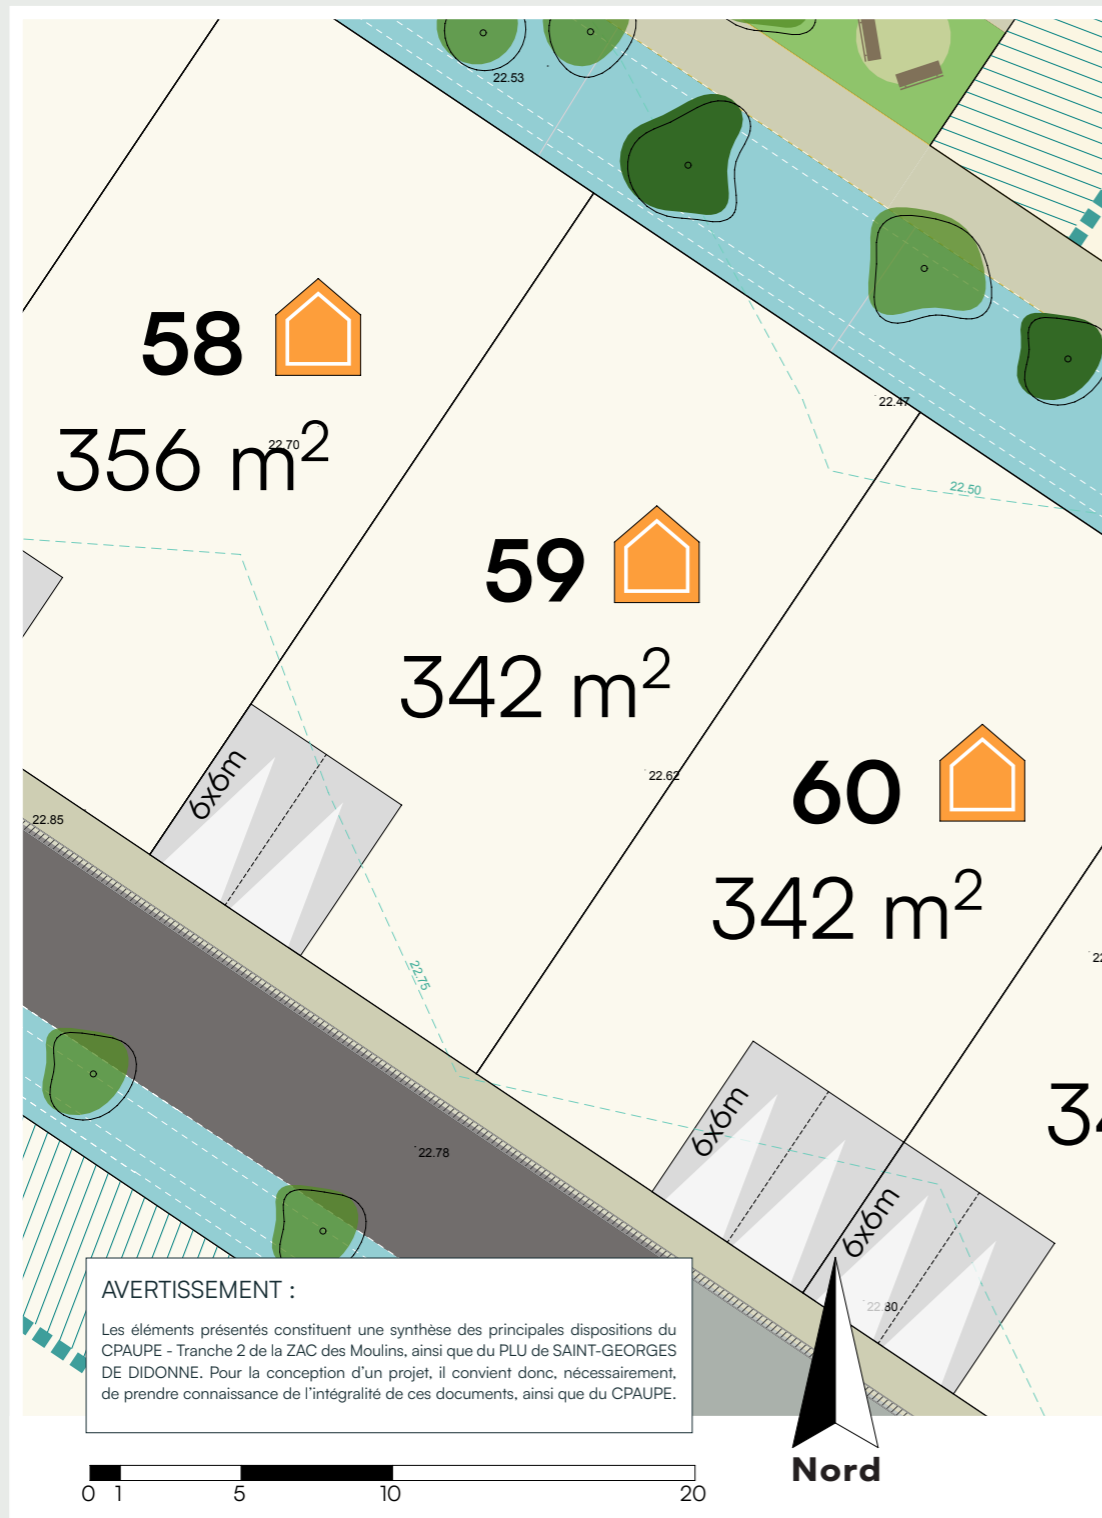 22.53
58
356 m²
22.70
22.47
22.50
59
342 m²
6x6m
22.62
60
342 m²
22.85
22.75
6x6m
34
22.78
6x6m
22.80
AVERTISSEMENT :
Les éléments présentés constituent une synthèse des principales dispositions du
CPAUPE - Tranche 2 de la ZAC des Moulins, ainsi que du PLU de SAINT-GEORGES
DE DIDONNE. Pour la conception d'un projet, il convient donc, nécessairement,
de prendre connaissance de l'intégralité de ces documents, ainsi que du CPAUPE.
Nord
0 1 5 10 20